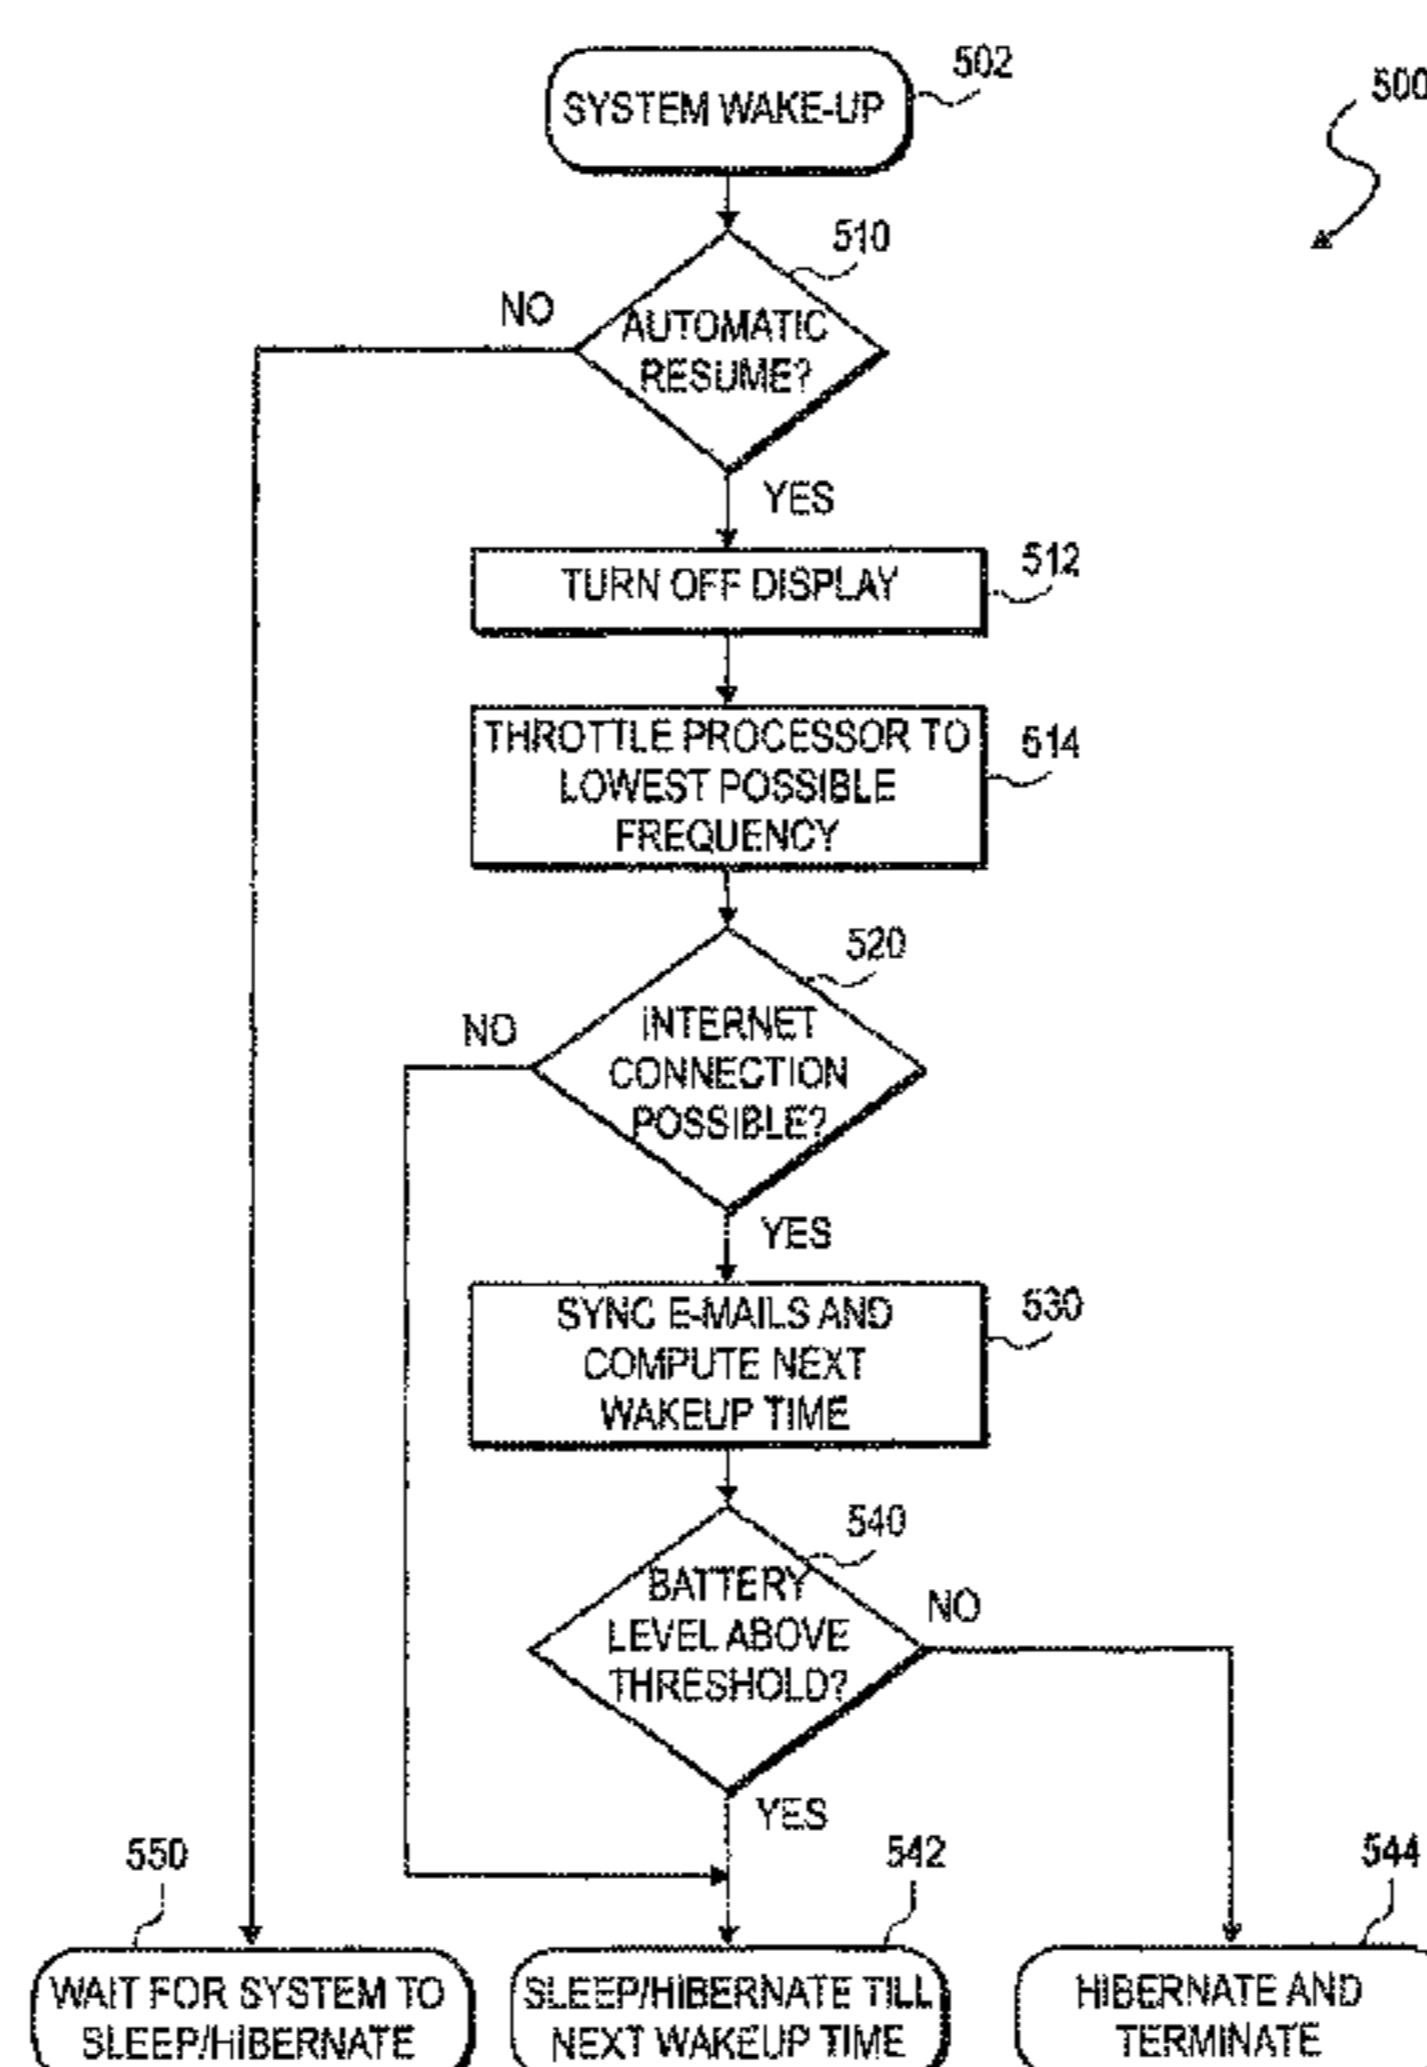 502
SYSTEM WAKE-UP
500
510
NO
AUTOMATIC
RESUME?
YES
512
TURN OFF DISPLAY
THROTTLE PROCESSOR TO
LOWEST POSSIBLE
FREQUENCY
514
520
NO
INTERNET
CONNECTION
POSSIBLE?
YES
SYNC E-MAILS AND
COMPUTE NEXT
WAKEUP TIME
530
540
BATTERY
LEVEL ABOVE
THRESHOLD?
NO
YES
550
542
544
WAIT FOR SYSTEM TO
SLEEP/HIBERNATE
SLEEP/HIBERNATE TILL
NEXT WAKEUP TIME
HIBERNATE AND
TERMINATE